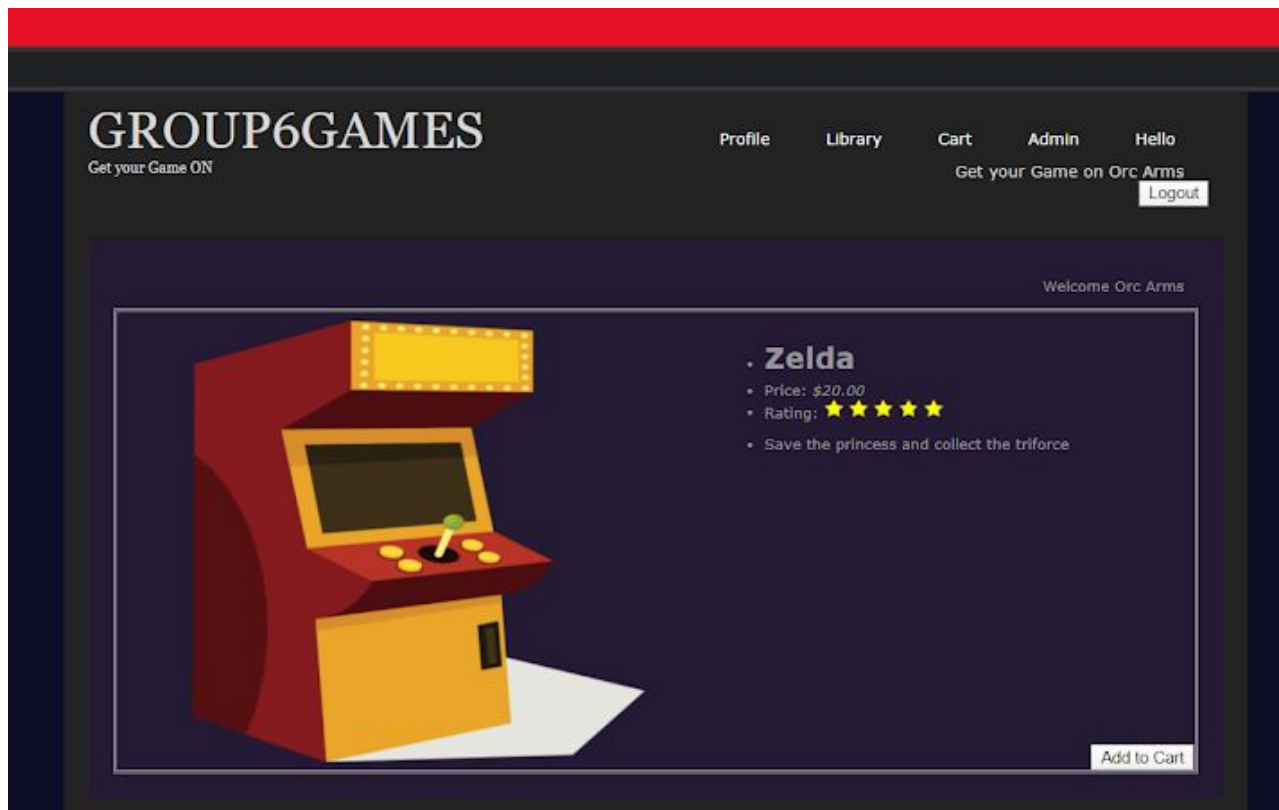 GROUP6GAMES
Get your Game ON
Profile Library Cart Admin Hello
Get your Game on Orc Arms
Logout
Welcome Orc Arms
Zelda
Price: $20.00
Rating:
Save the princess and collect the triforce
Add to Cart